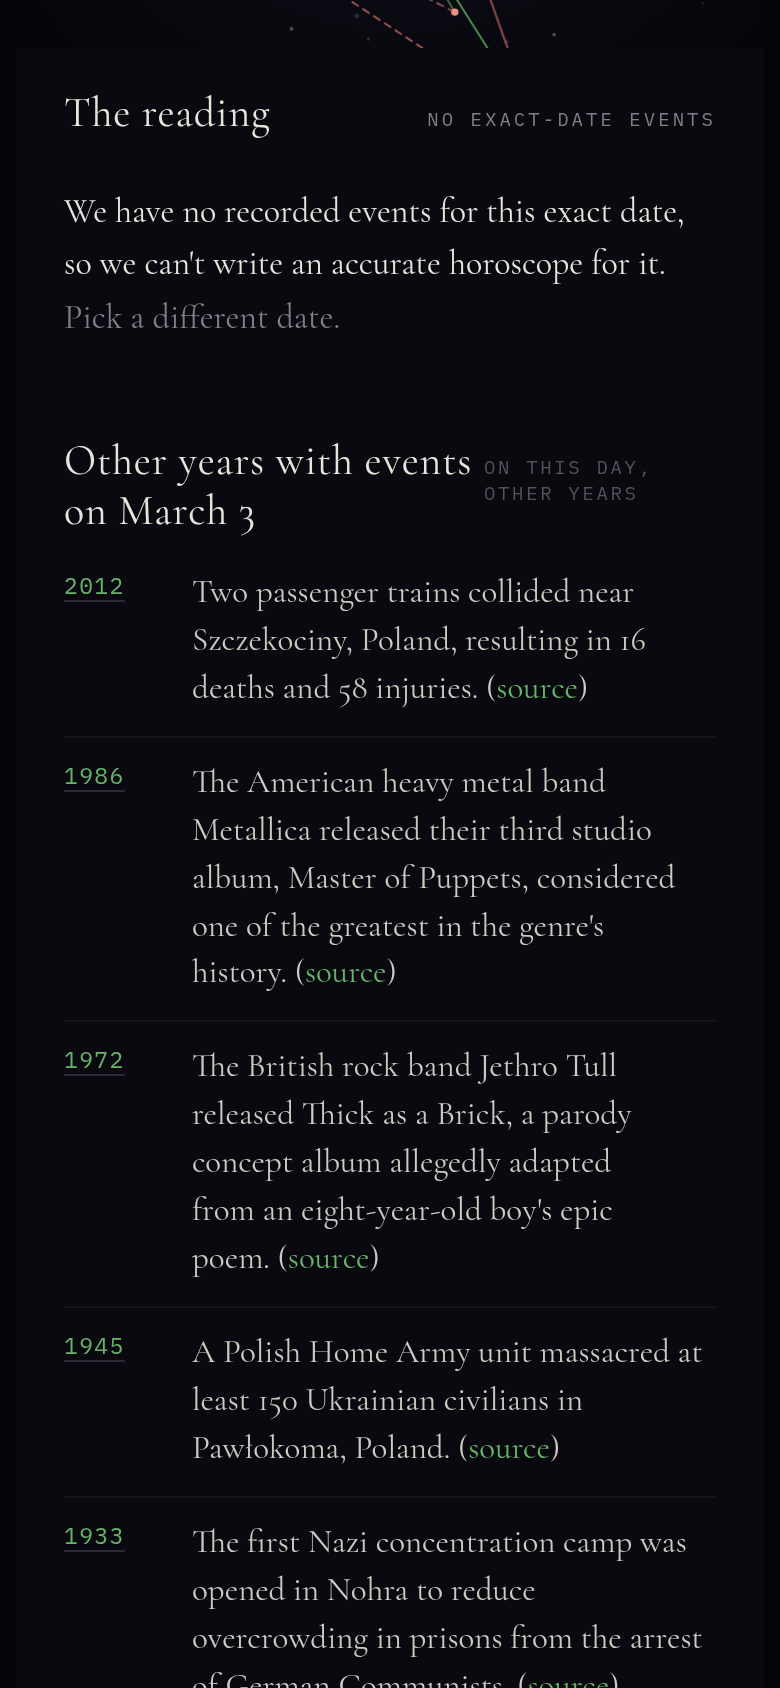 The reading
NO EXACT-DATE EVENTS
We have no recorded events for this exact date,
so we can't write an accurate horoscope for it.
Pick a different date.
Other years with events
on March 3
ON THIS DAY,
OTHER YEARS
2012
Two passenger trains collided near
Szczekociny, Poland, resulting in 16
deaths and 58 injuries. (source)
1986
The American heavy metal band
Metallica released their third studio
album, Master of Puppets, considered
one of the greatest in the genre's
history. (source)
1972
The British rock band Jethro Tull
released Thick as a Brick, a parody
concept album allegedly adapted
from an eight-year-old boy's epic
poem. (source)
1945
A Polish Home Army unit massacred at
least 150 Ukrainian civilians in
Pawłokoma, Poland. (source)
1933
The first Nazi concentration camp was
opened in Nohra to reduce
overcrowding in prisons from the arrest
of German Communists. (source)